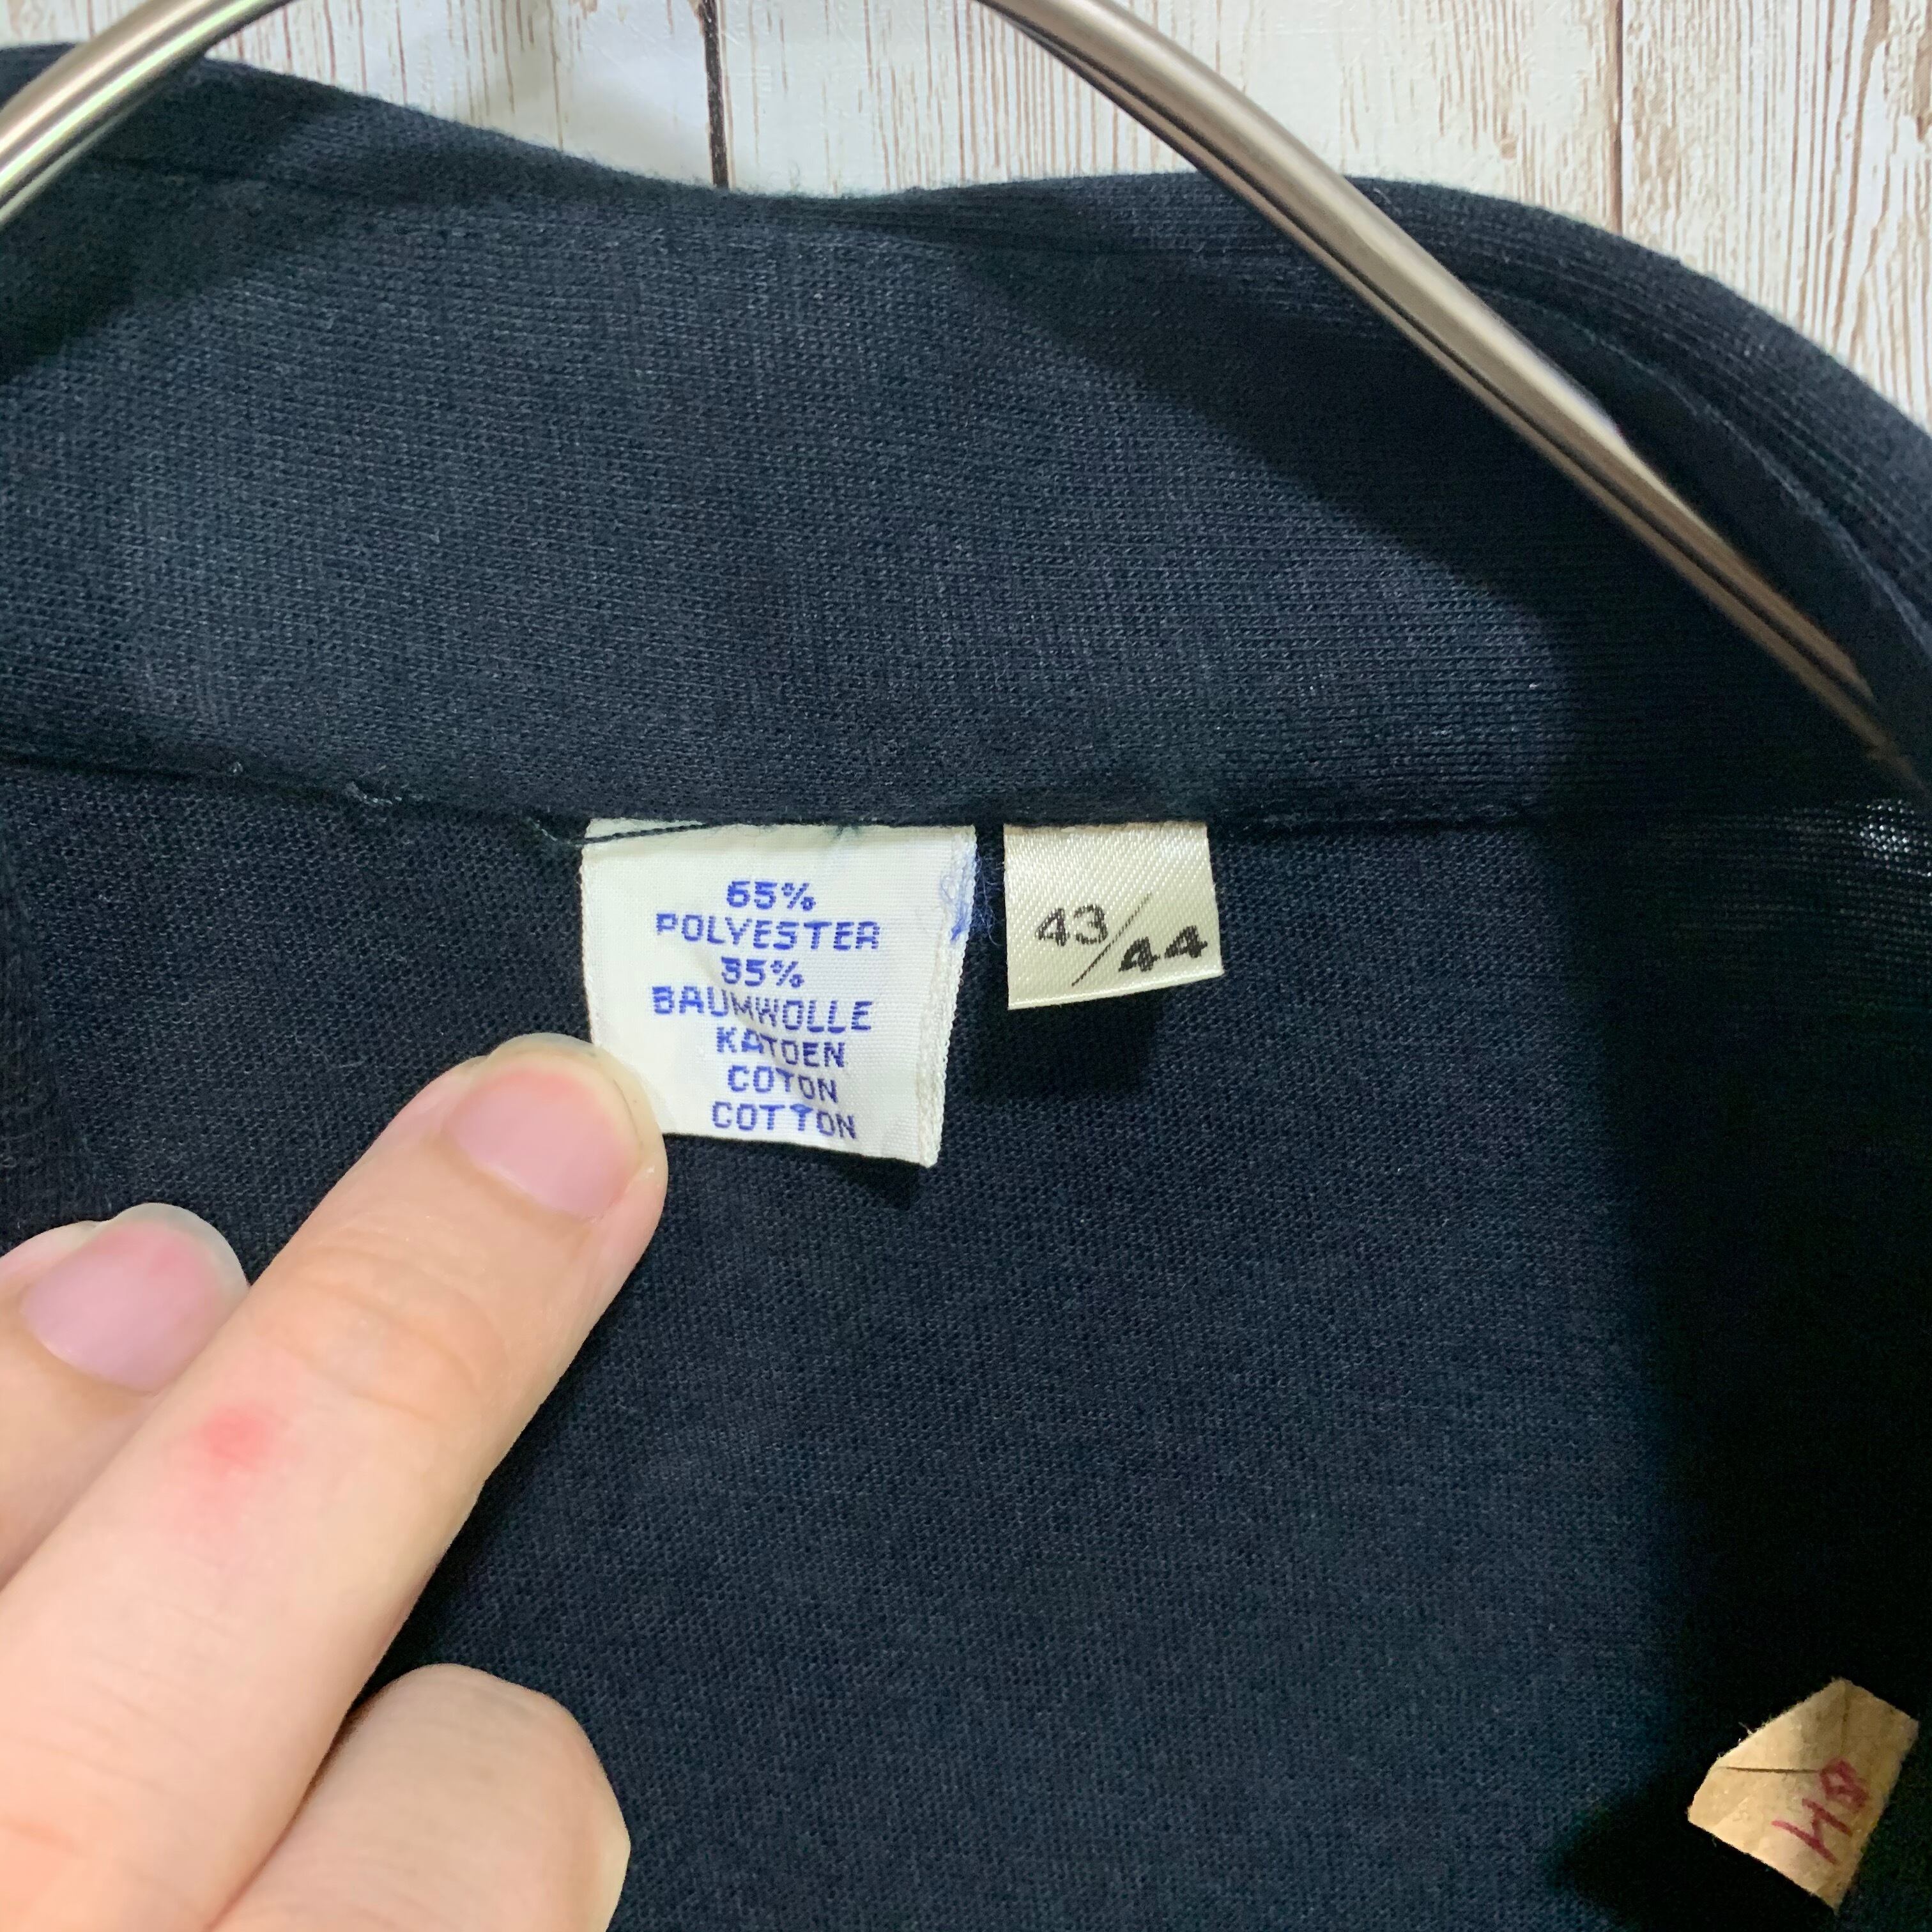 65%
POLYESTER
35%
BAUMWOLLE
KATOEN
COTON
COTTON
43/44